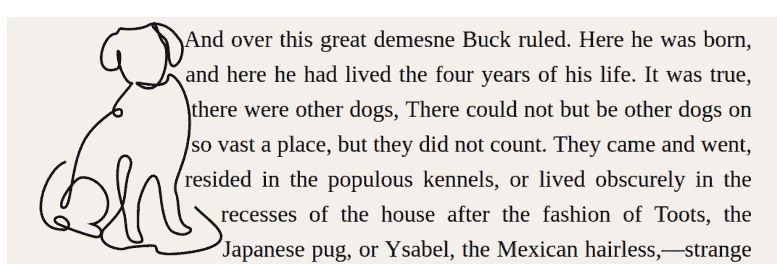 And over this great demesne Buck ruled. Here he was born,
and here he had lived the four years of his life. It was true,
there were other dogs, There could not but be other dogs on
so vast a place, but they did not count. They came and went,
resided in the populous kennels, or lived obscurely in the
recesses of the house after the fashion of Toots, the
Japanese pug, or Ysabel, the Mexican hairless,—strange